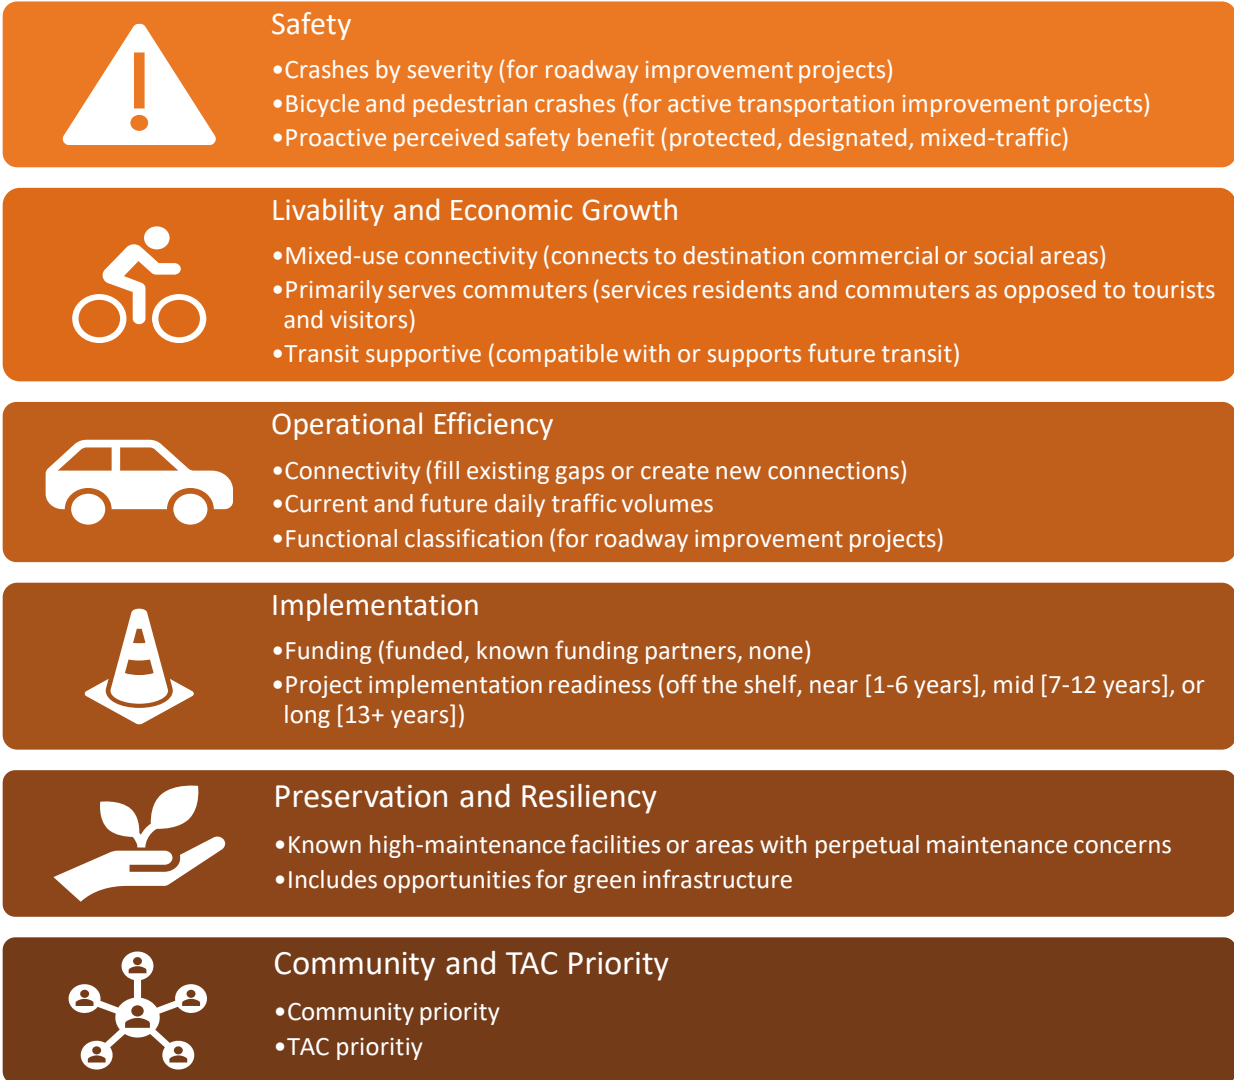 Safety
•Crashes by severity (for roadway improvement projects)
•Bicycle and pedestrian crashes (for active transportation improvement projects)
•Proactive perceived safety benefit (protected, designated, mixed-traffic)
Livability and Economic Growth
•Mixed-use connectivity (connects to destination commercial or social areas)
•Primarily serves commuters (services residents and commuters as opposed to tourists
and visitors)
•Transit supportive (compatible with or supports future transit)
Operational Efficiency
•Connectivity (fill existing gaps or create new connections)
•Current and future daily traffic volumes
•Functional classification (for roadway improvement projects)
Implementation
•Funding (funded, known funding partners, none)
•Project implementation readiness (off the shelf, near [1-6 years], mid [7-12 years], or
long [13+ years])
Preservation and Resiliency
•Known high-maintenance facilities or areas with perpetual maintenance concerns
•Includes opportunities for green infrastructure
Community and TAC Priority
•Community priority
•TAC prioritiy